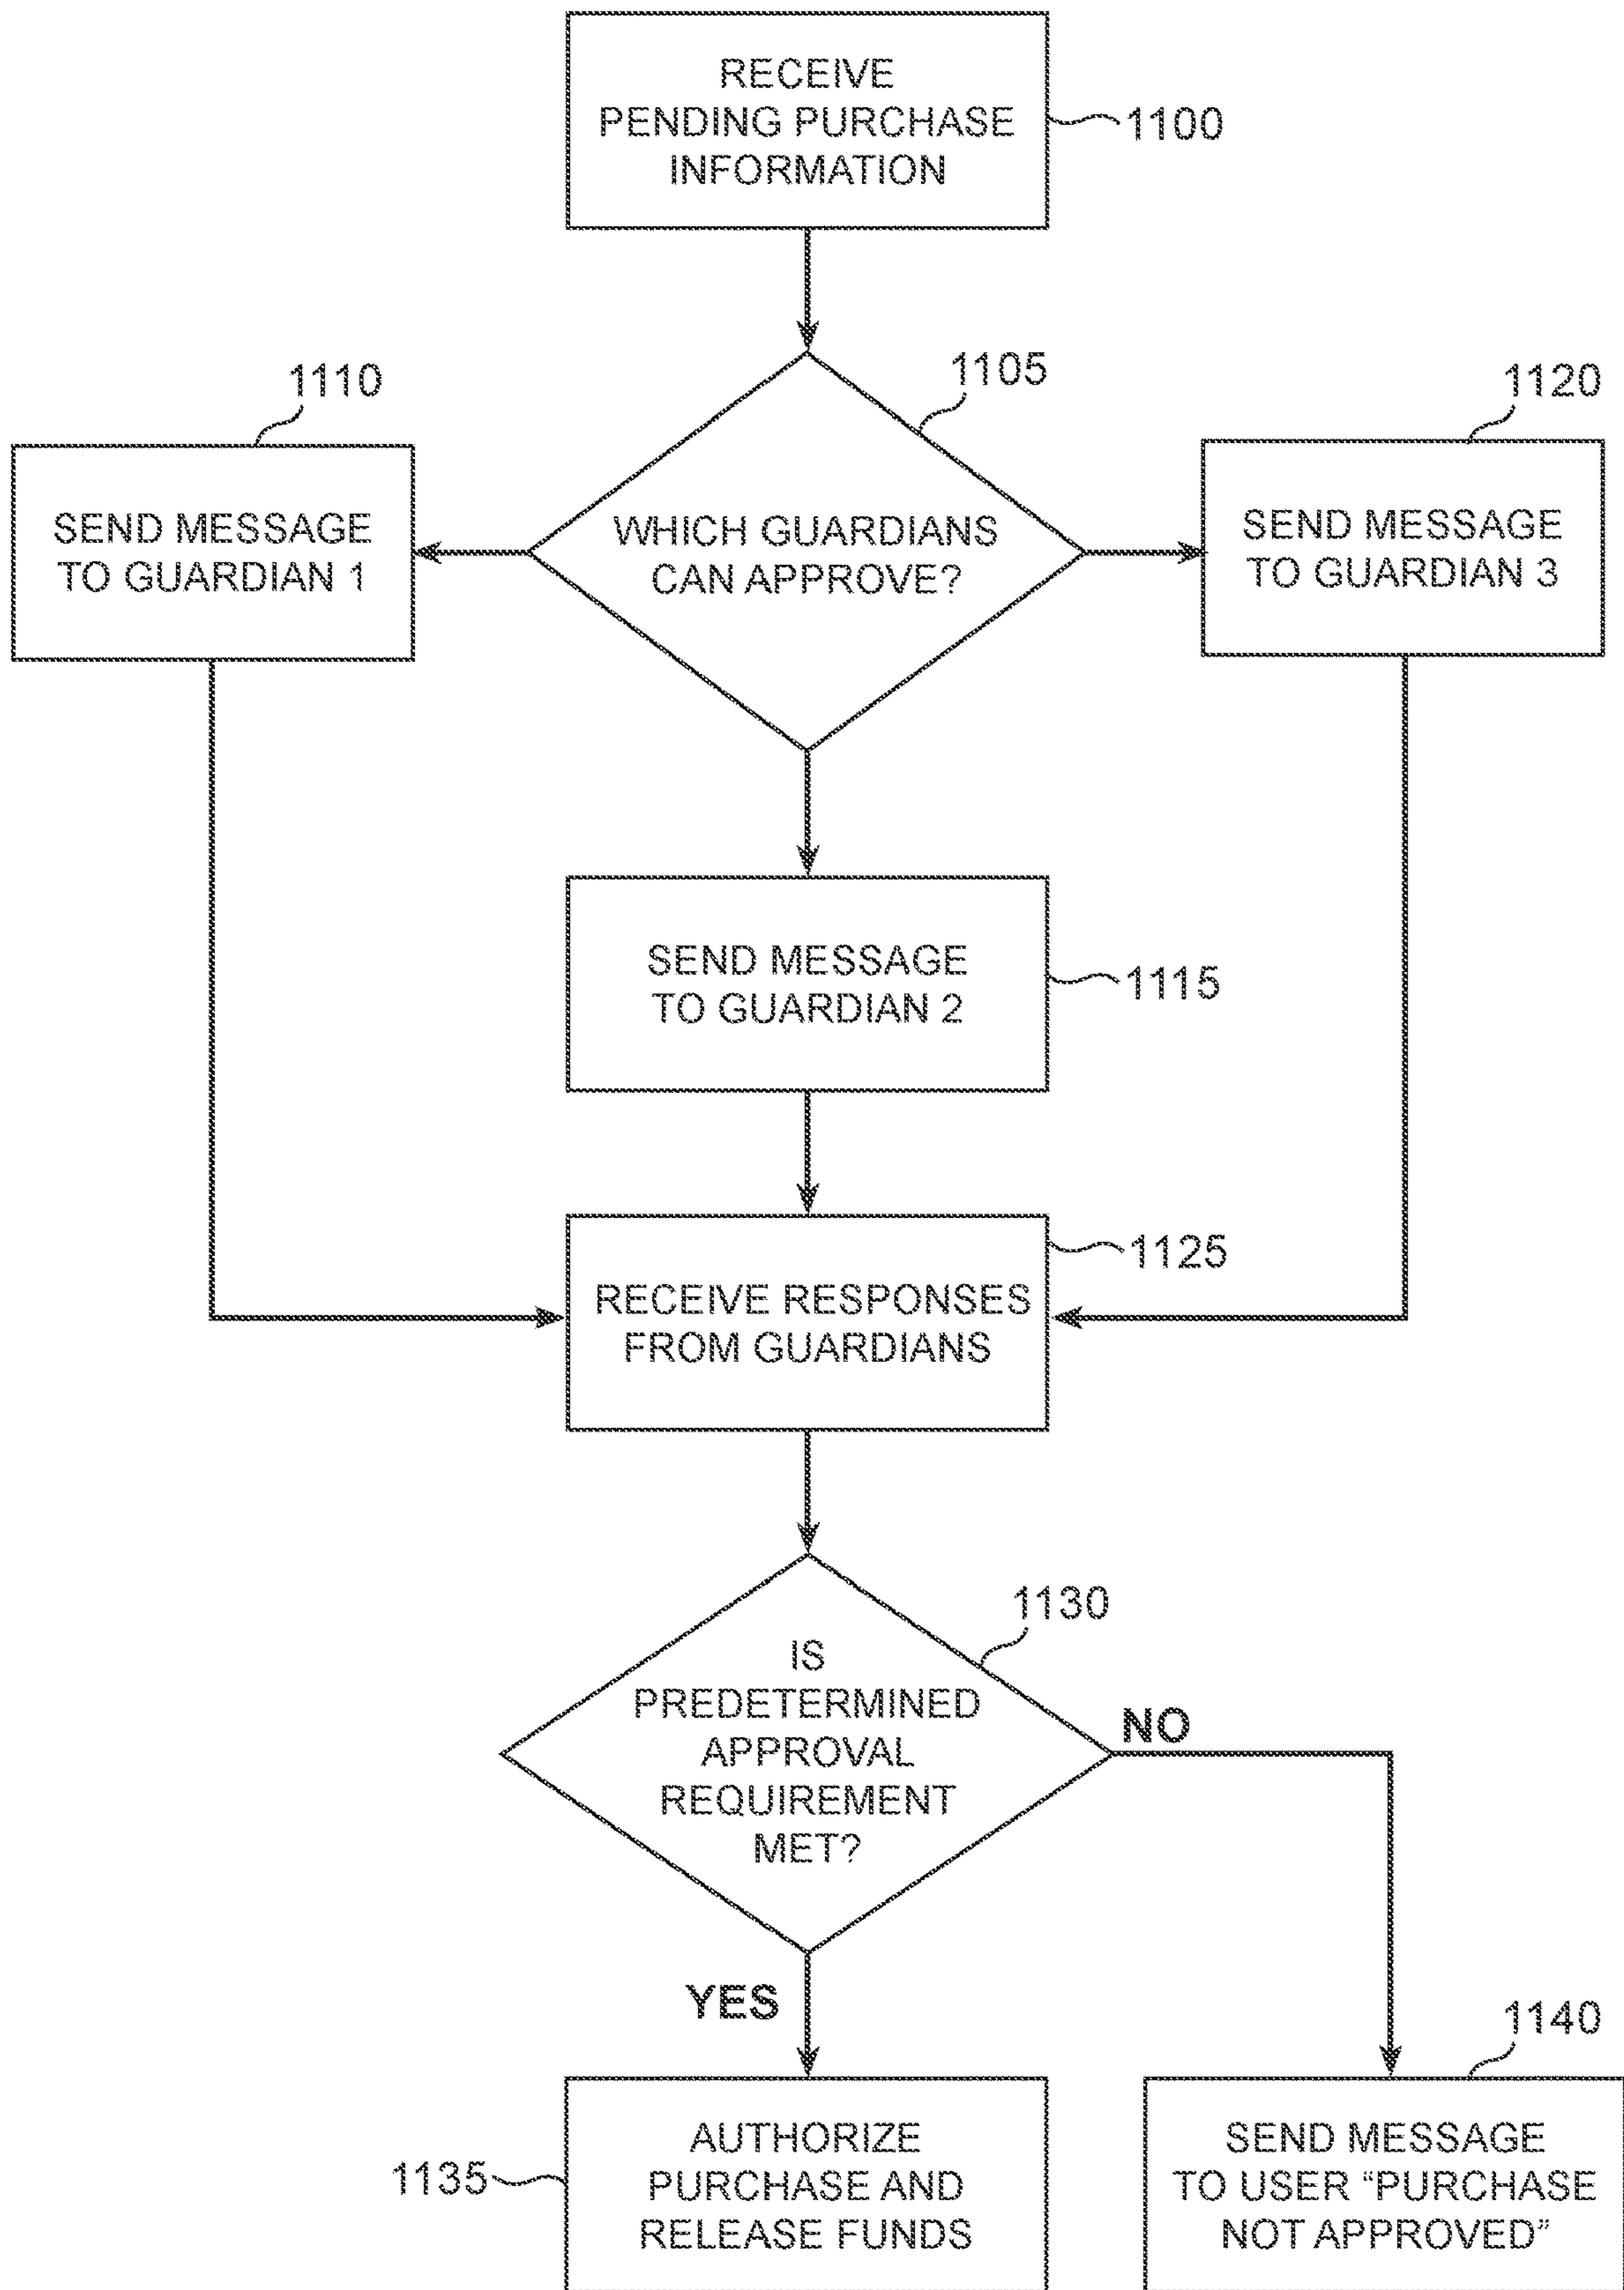 RECEIVE
PENDING PURCHASE
INFORMATION
1100
1105
1110
1120
SEND MESSAGE
TO GUARDIAN 1
WHICH GUARDIANS
CAN APPROVE?
SEND MESSAGE
TO GUARDIAN 3
SEND MESSAGE
TO GUARDIAN 2
1115
1125
RECEIVE RESPONSES
FROM GUARDIANS
1130
IS
PREDETERMINED
APPROVAL
REQUIREMENT
MET?
NO
YES
1140
1135
AUTHORIZE
PURCHASE AND
RELEASE FUNDS
SEND MESSAGE
TO USER “PURCHASE
NOT APPROVED”